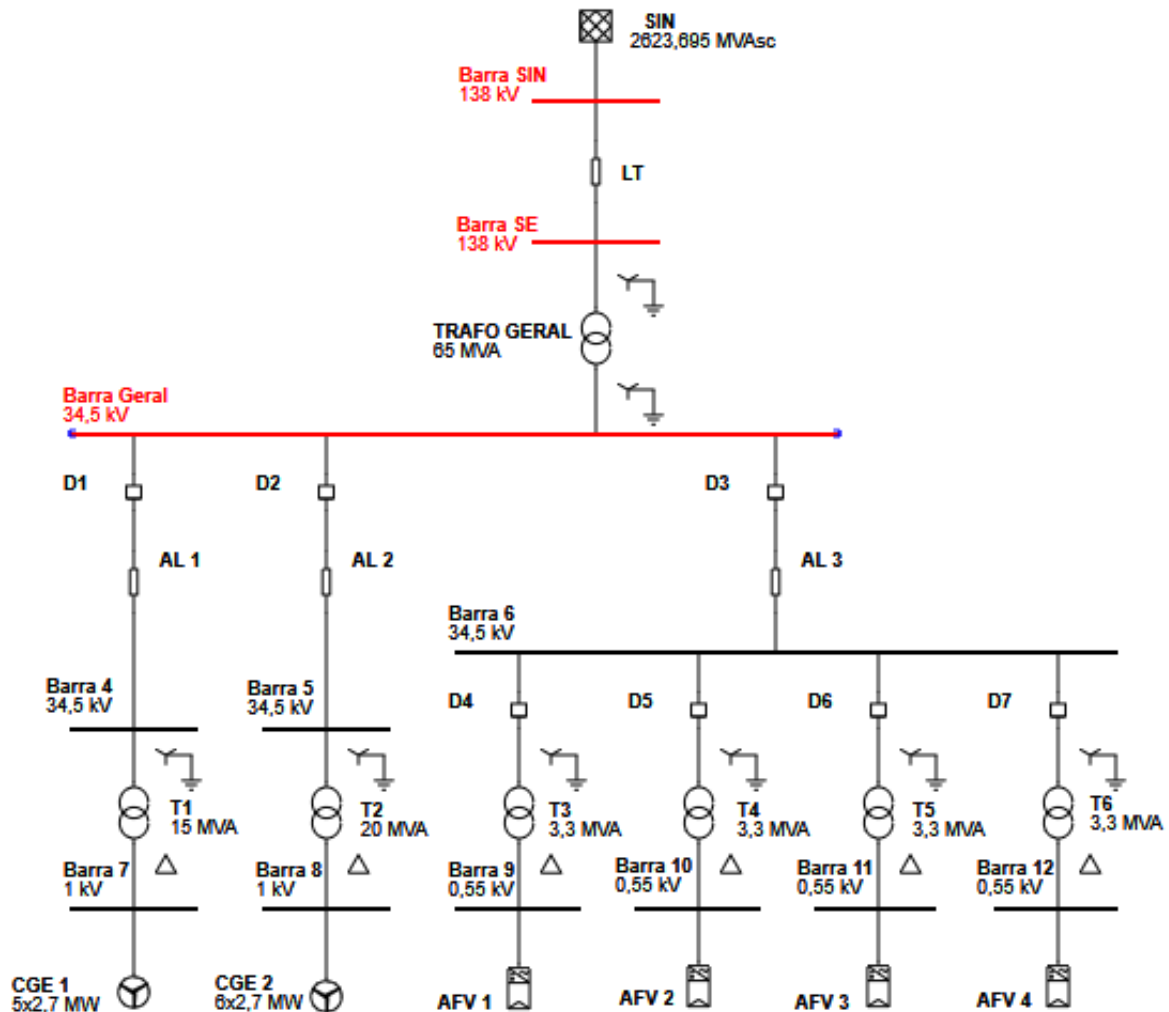 SIN
2623,695 MVAsc
Barra SIN
138 kV
LT
Barra SE
138 kV
TRAFO GERAL
65 MVA
Barra Geral
34,5 kV
D1
D2
D3
AL 1
AL 2
AL 3
Barra 6
34,5 kV
Barra 4
34,5 kV
Barra 5
34,5 kV
D4
D5
D6
D7
T1
15 MVA
T2
20 MVA
T3
3,3 MVA
T4
3,3 MVA
T5
3,3 MVA
T6
3,3 MVA
Barra 7
1 kV
Barra 8
1 kV
Barra 9
0,55 kV
Barra 10
0,55 kV
Barra 11
0,55 kV
Barra 12
0,55 kV
CGE 1
5x2,7 MW
CGE 2
6x2,7 MW
AFV 1
AFV 2
AFV 3
AFV 4